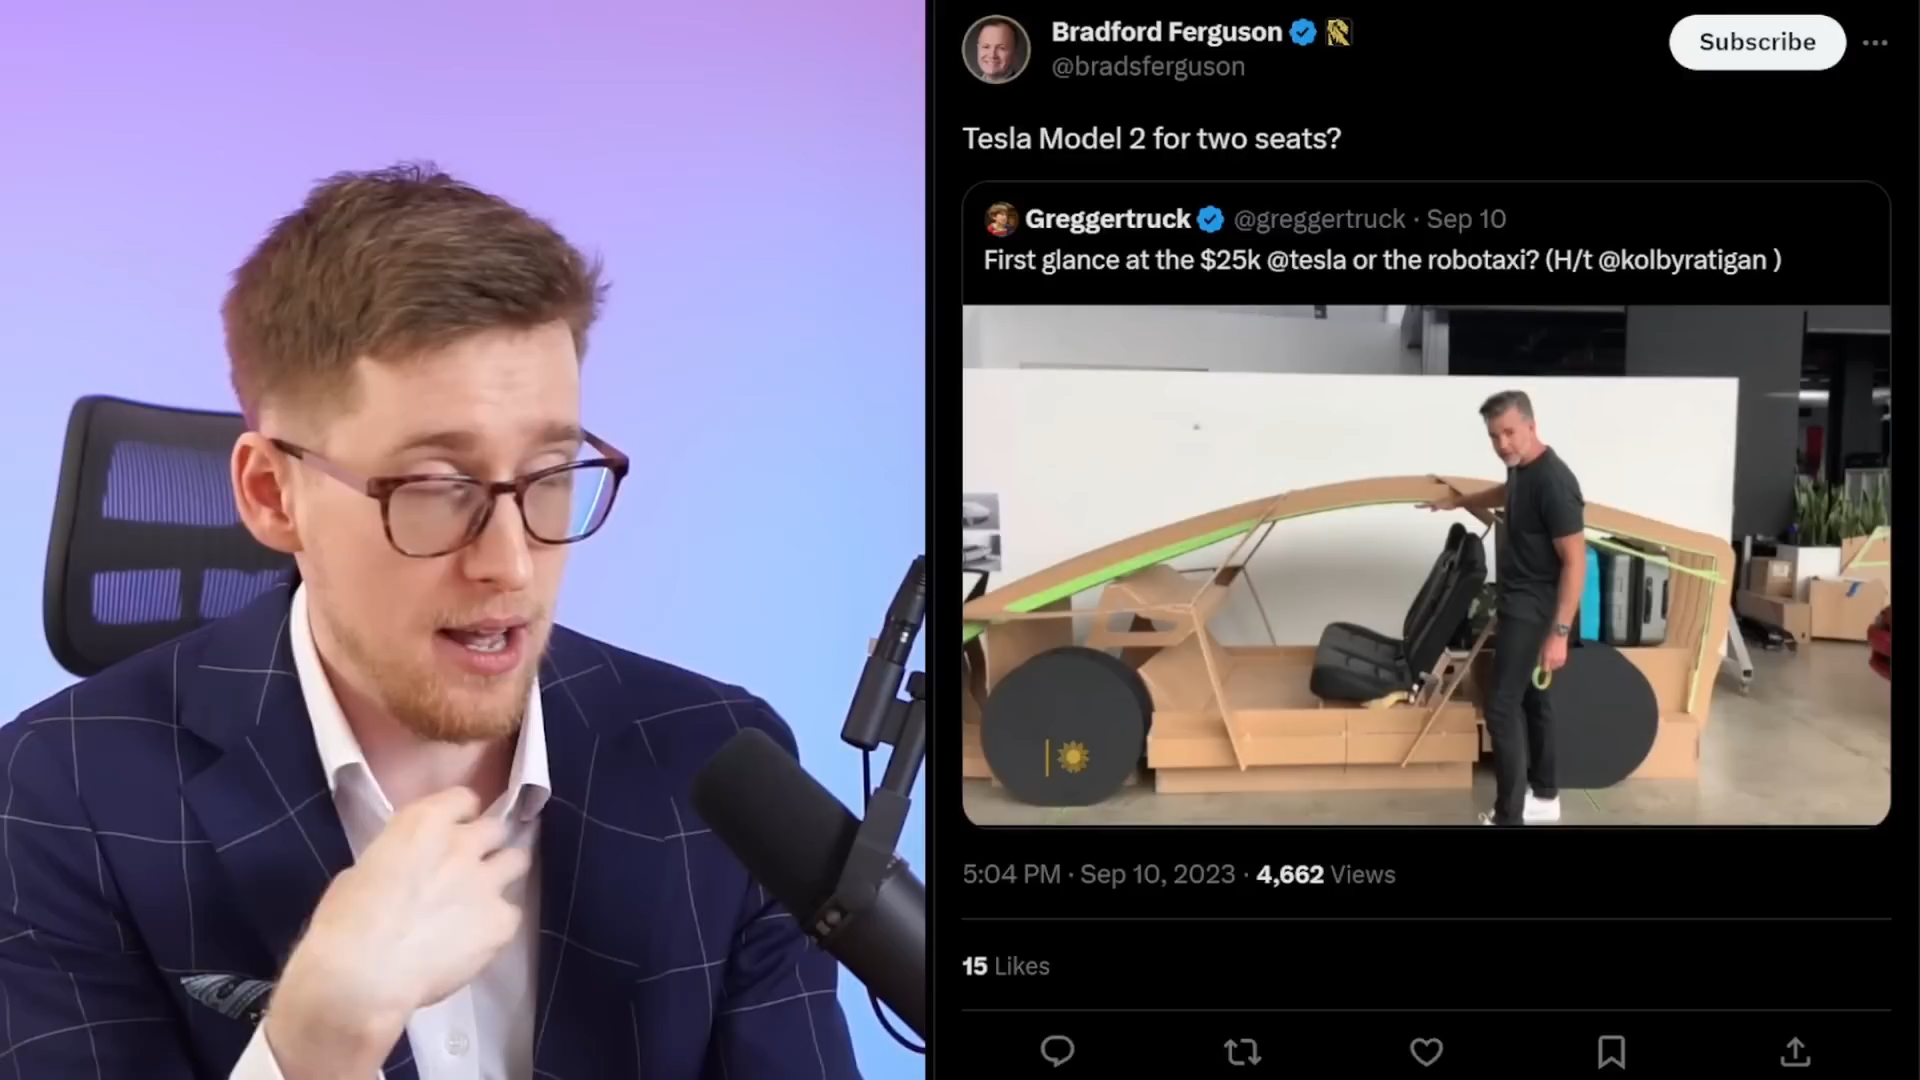 Bradford Ferguson
@bradsferguson
Subscribe
Tesla Model 2 for two seats?
Greggertruck @greggertruck · Sep 10
First glance at the $25k @tesla or the robotaxi? (H/t @kolbyratigan )
5:04 PM · Sep 10, 2023 · 4,662 Views
15 Likes